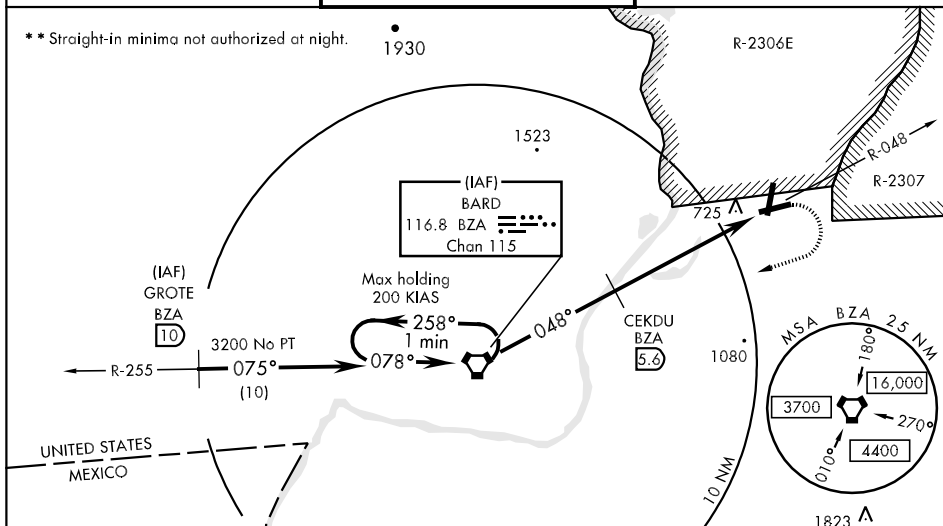 ** Straight-in minima not authorized at night.
1930
R-2306E
1523
R-048
R-2307
(IAF)
BARD
116.8 BZA
Chan 115
725
(IAF)
GROTE
BZA
10
Max holding
200 KIAS
258°
1 min
078°
048°
3200 No PT
R-255
075°
(10)
CEKDU
BZA
5.6
1080
MSA BZA 25 NM
180°
16,000
3700
270°
4400
010°
UNITED STATES
MEXICO
10 NM
1823